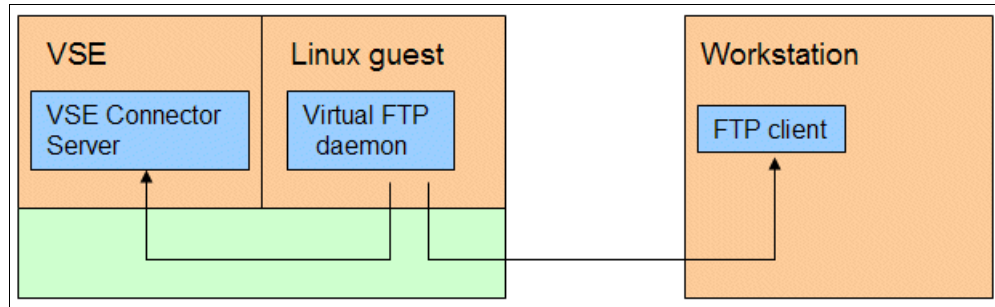 VSE
VSE Connector
Server
Linux guest
Virtual FTP
daemon
Workstation
FTP client